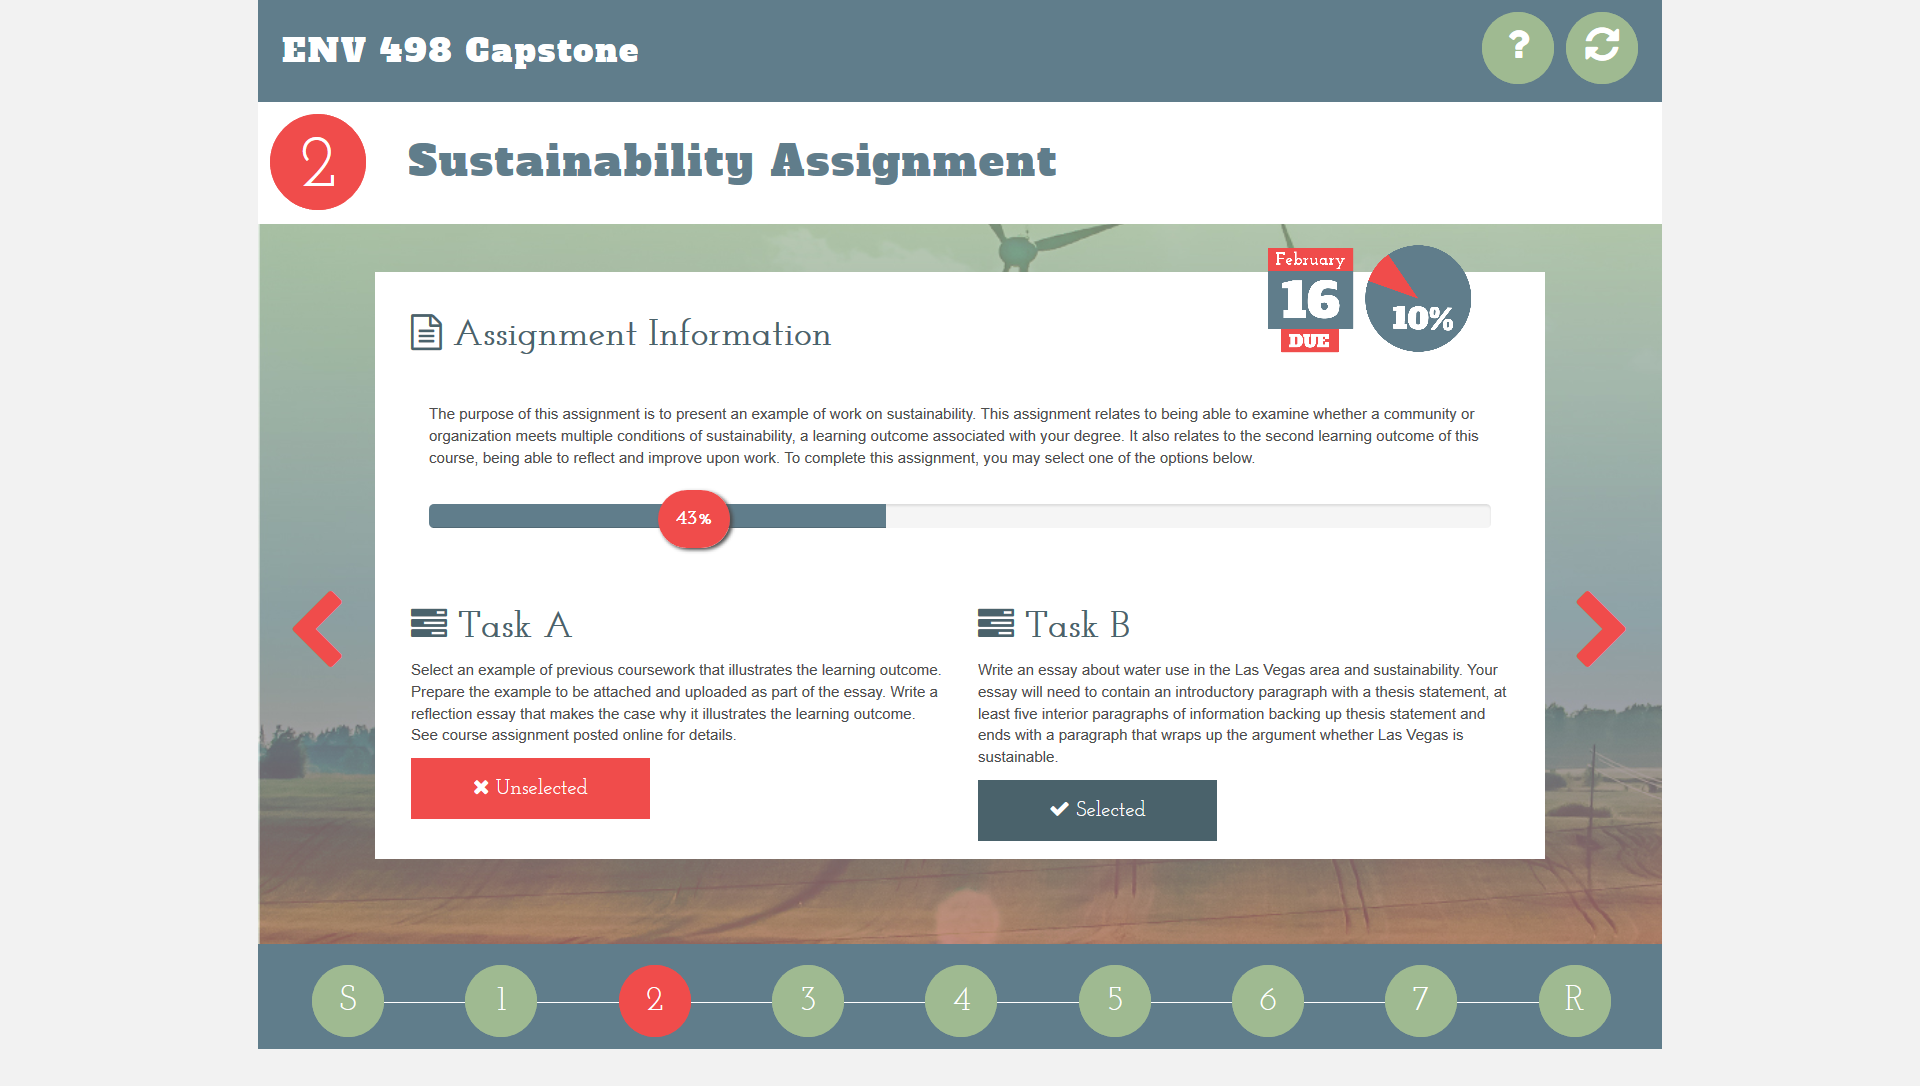 ENV 498 Capstone
?
2
Sustainability Assignment
February
16
DUE
10%
Assignment Information
The purpose of this assignment is to present an example of work on sustainability. This assignment relates to being able to examine whether a community or
organization meets multiple conditions of sustainability, a learning outcome associated with your degree. It also relates to the second learning outcome of this
course, being able to reflect and improve upon work. To complete this assignment, you may select one of the options below.
43%
Task A
Select an example of previous coursework that illustrates the learning outcome.
Prepare the example to be attached and uploaded as part of the essay. Write a
reflection essay that makes the case why it illustrates the learning outcome.
See course assignment posted online for details.
Unselected
Task B
Write an essay about water use in the Las Vegas area and sustainability. Your
essay will need to contain an introductory paragraph with a thesis statement, at
least five interior paragraphs of information backing up thesis statement and
ends with a paragraph that wraps up the argument whether Las Vegas is
sustainable.
Selected
S 1 2 3 4 5 6 7 R